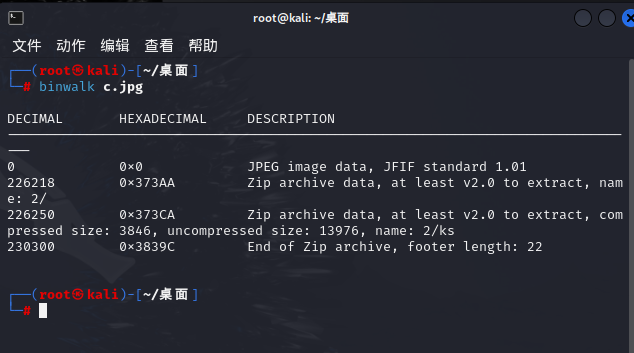 root@kali: ~/桌面
文件 动作 编辑 查看 帮助
┌──(root㉿kali)-[~/桌面]
└─# binwalk c.jpg
DECIMAL HEXADECIMAL DESCRIPTION
--------------------------------------------------------------------------------
0 0x0 JPEG image data, JFIF standard 1.01
226218 0x373AA Zip archive data, at least v2.0 to extract, nam
e: 2/
226250 0x373CA Zip archive data, at least v2.0 to extract, com
pressed size: 3846, uncompressed size: 13976, name: 2/ks
230300 0x3839C End of Zip archive, footer length: 22
┌──(root㉿kali)-[~/桌面]
└─#